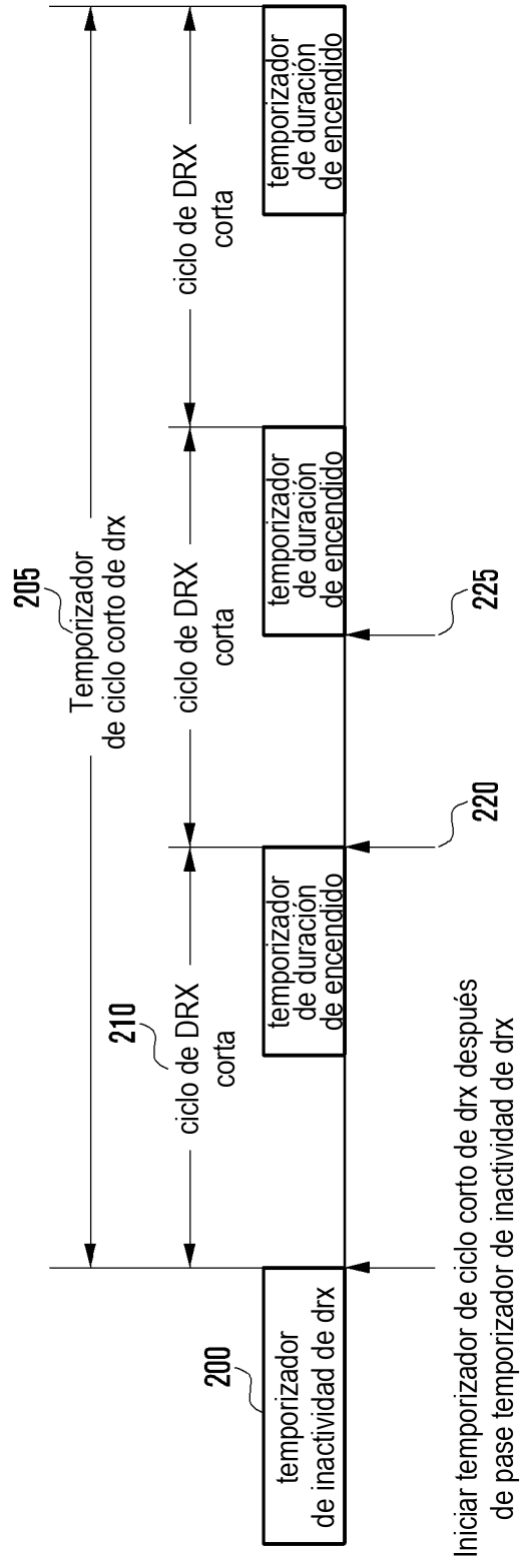 205
Temporizador
de ciclo corto de drx
210
ciclo de DRX
corta
ciclo de DRX
corta
ciclo de DRX
corta
200
temporizador
de inactividad de drx
temporizador
de duración
de encendido
temporizador
de duración
de encendido
temporizador
de duración
de encendido
220
225
Iniciar temporizador de ciclo corto de drx después
de pase temporizador de inactividad de drx